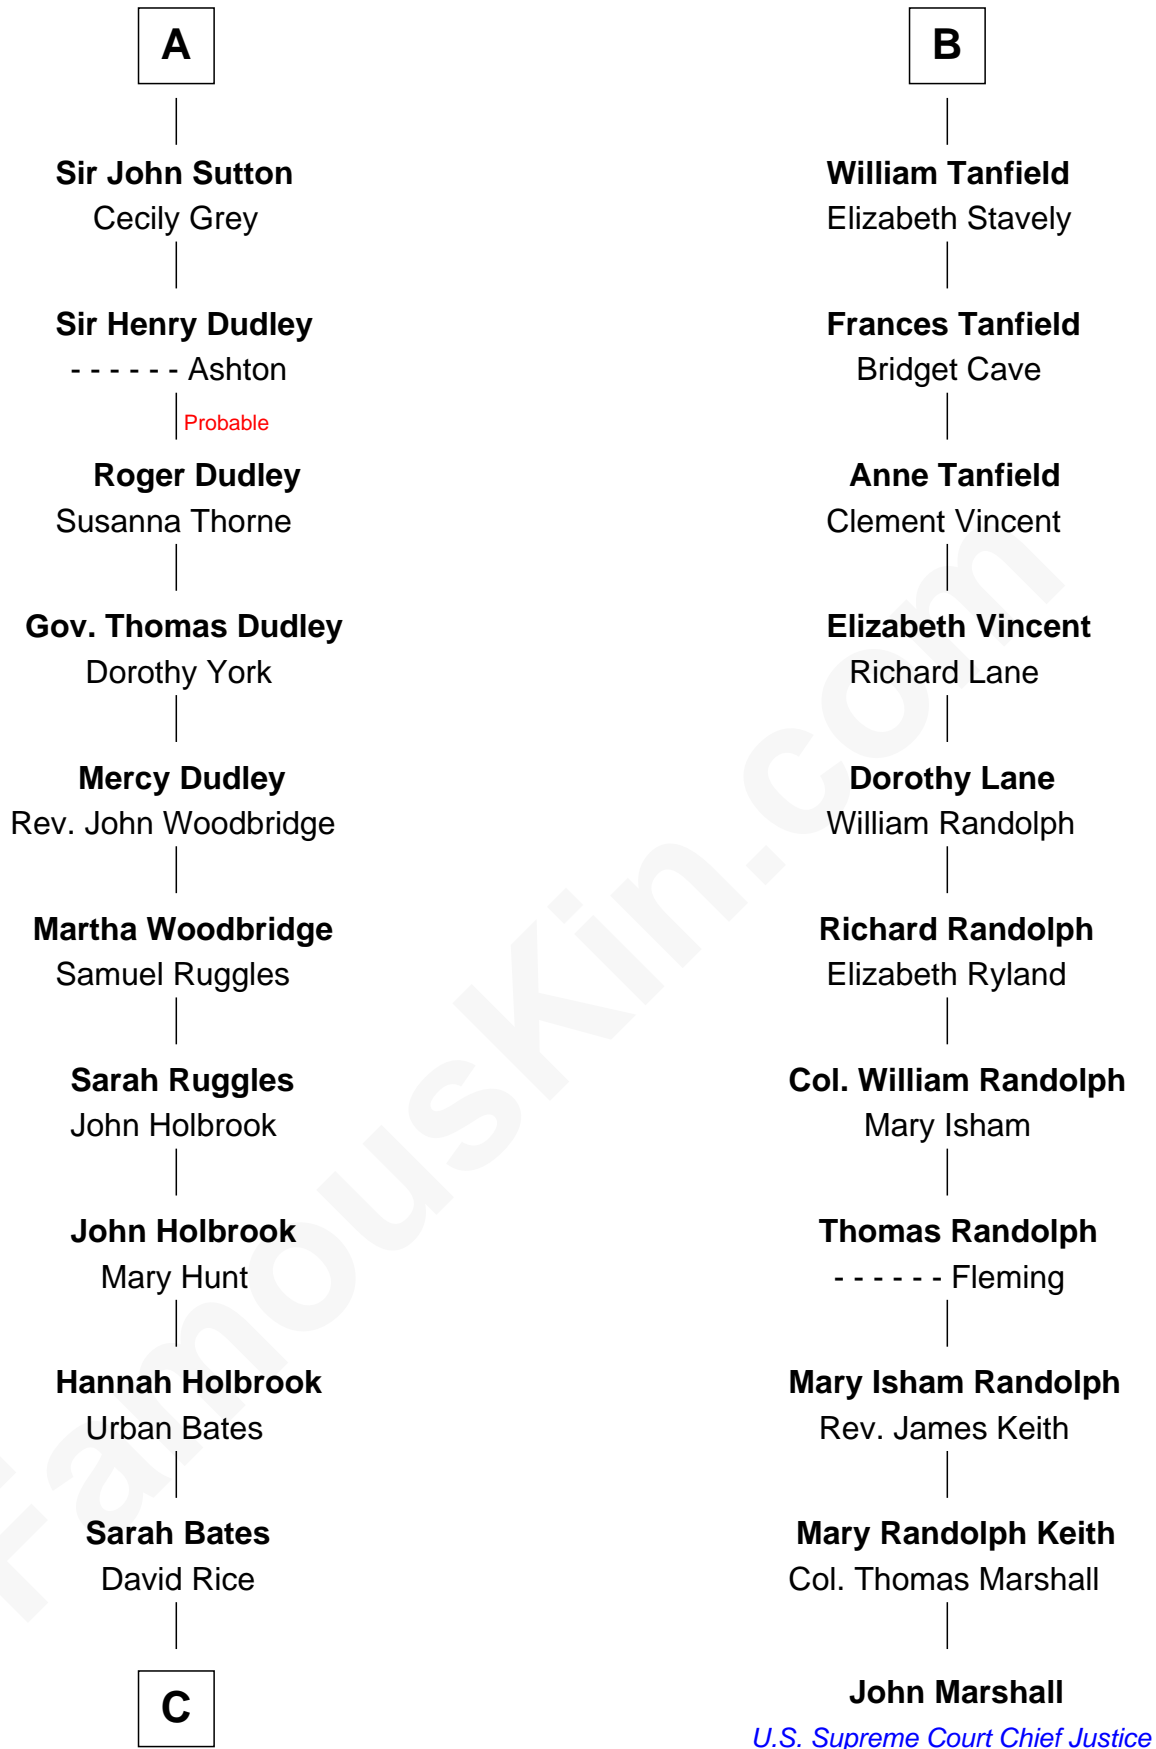 A
Sir John Sutton
Cecily Grey
Sir Henry Dudley
- - - - - - Ashton
Probable
Roger Dudley
Susanna Thorne
Gov. Thomas Dudley
Dorothy York
Mercy Dudley
Rev. John Woodbridge
Martha Woodbridge
Samuel Ruggles
Sarah Ruggles
John Holbrook
John Holbrook
Mary Hunt
Hannah Holbrook
Urban Bates
Sarah Bates
David Rice
C
B
William Tanfield
Elizabeth Stavely
Frances Tanfield
Bridget Cave
Anne Tanfield
Clement Vincent
Elizabeth Vincent
Richard Lane
Dorothy Lane
William Randolph
Richard Randolph
Elizabeth Ryland
Col. William Randolph
Mary Isham
Thomas Randolph
- - - - - - Fleming
Mary Isham Randolph
Rev. James Keith
Mary Randolph Keith
Col. Thomas Marshall
John Marshall
U.S. Supreme Court Chief Justice
FamousKin.com